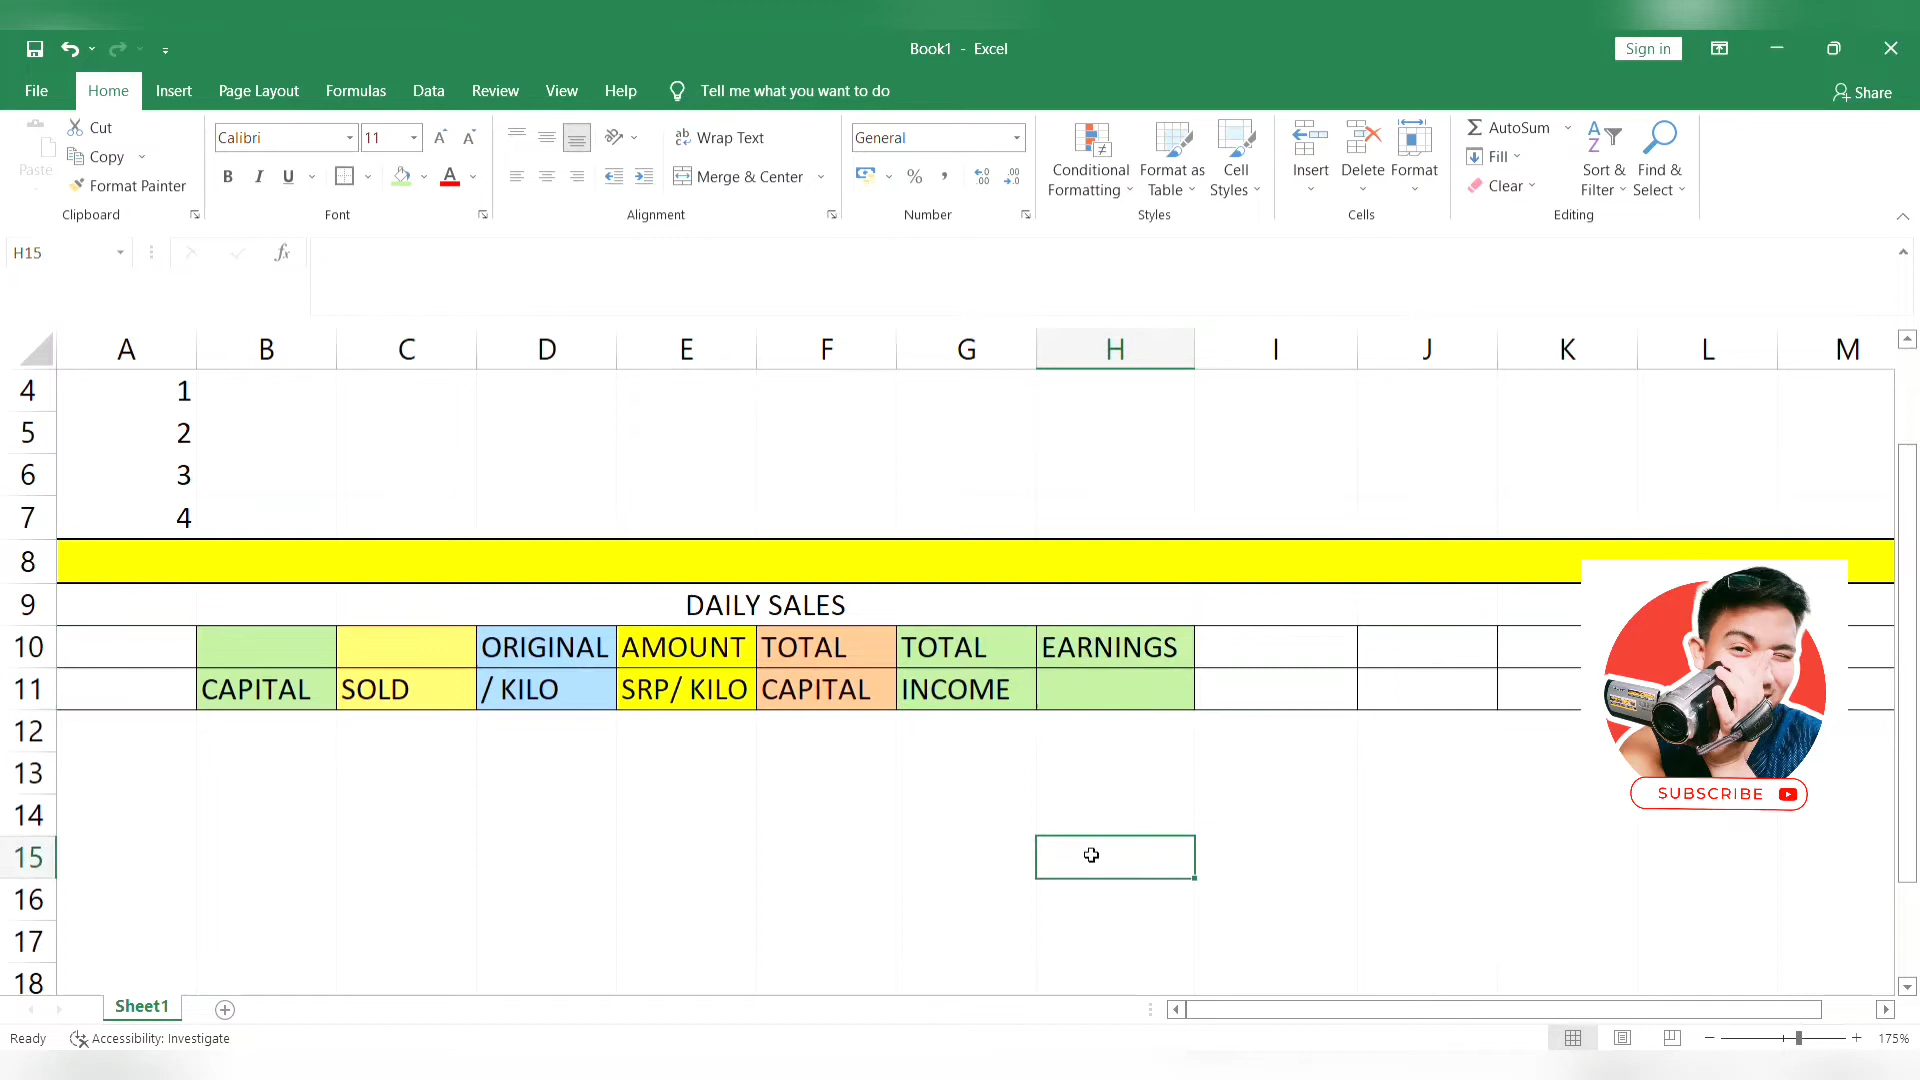 Book1 - Excel
Sign in
File Home Insert Page Layout Formulas Data Review View Help Tell me what you want to do Share
Paste
Cut
Copy
Format Painter
Clipboard
Calibri 11
B I U A
Font
Wrap Text
Merge & Center
Alignment
General
% ,
Number
Conditional Formatting
Format as Table
Cell Styles
Styles
Insert Delete Format
Cells
AutoSum
Fill
Clear
Sort & Filter
Find & Select
Editing
H15 fx
A B C D E F G H I J K L M
4 1
5 2
6 3
7 4
8
9 DAILY SALES
10 ORIGINAL AMOUNT TOTAL TOTAL EARNINGS
11 CAPITAL SOLD / KILO SRP/ KILO CAPITAL INCOME
12
13
14
15
16
17
18
SUBSCRIBE
Sheet1
Ready Accessibility: Investigate 175%